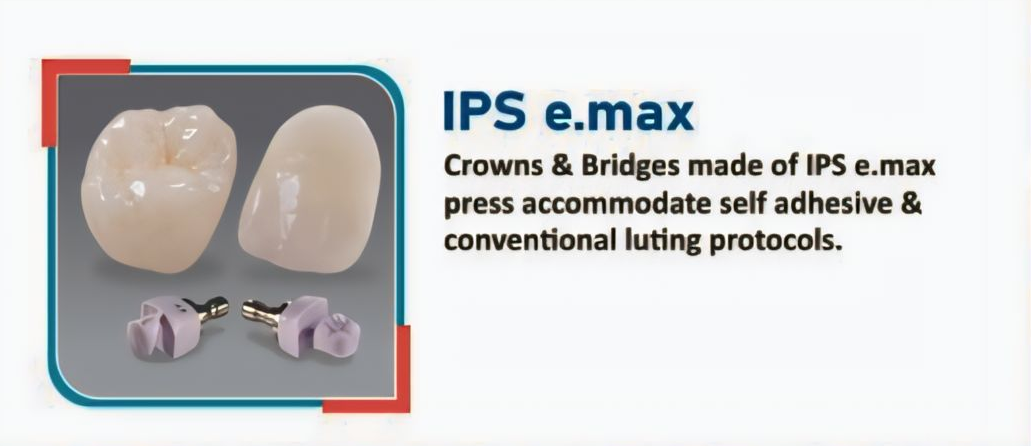 IPS e.max
Crowns & Bridges made of IPS e.max
press accommodate self adhesive &
conventional luting protocols.